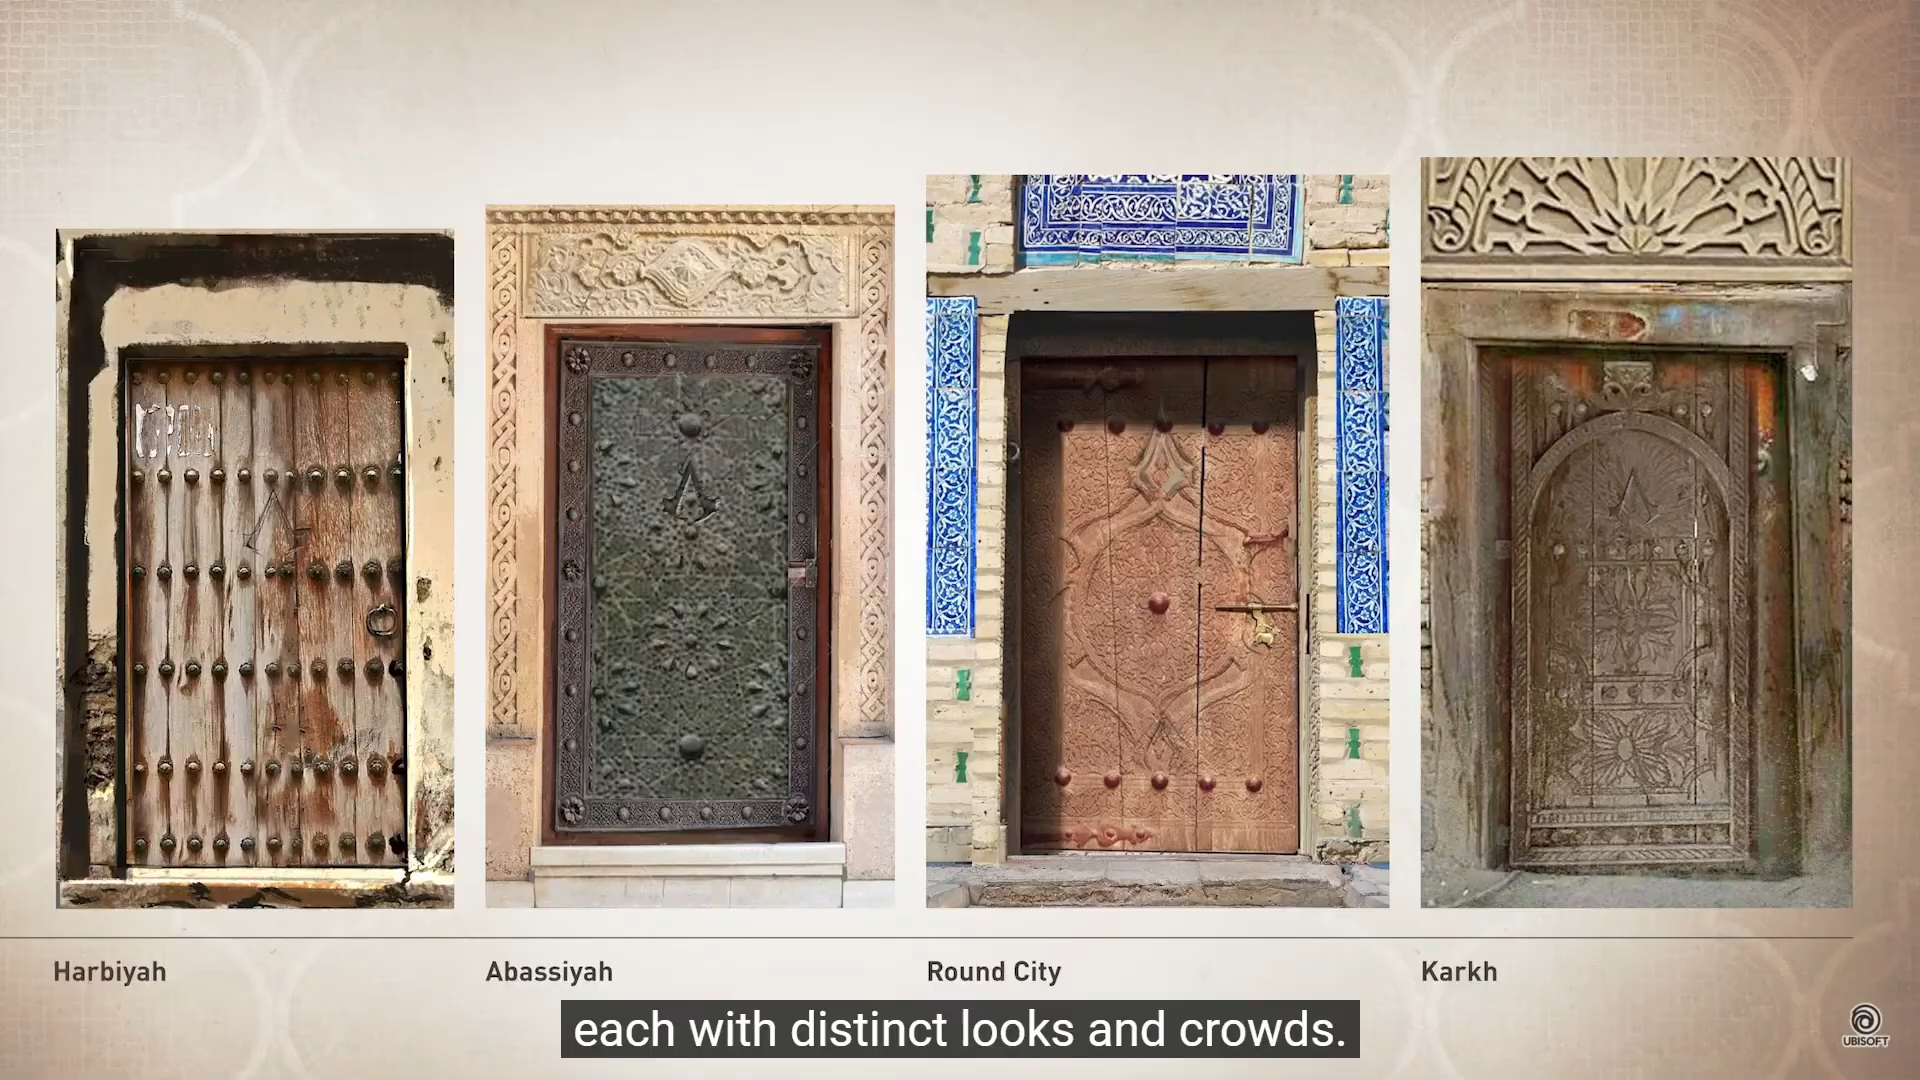 Harbiyah
Abassiyah
Round City
Karkh
each with distinct looks and crowds.
UBISOFT